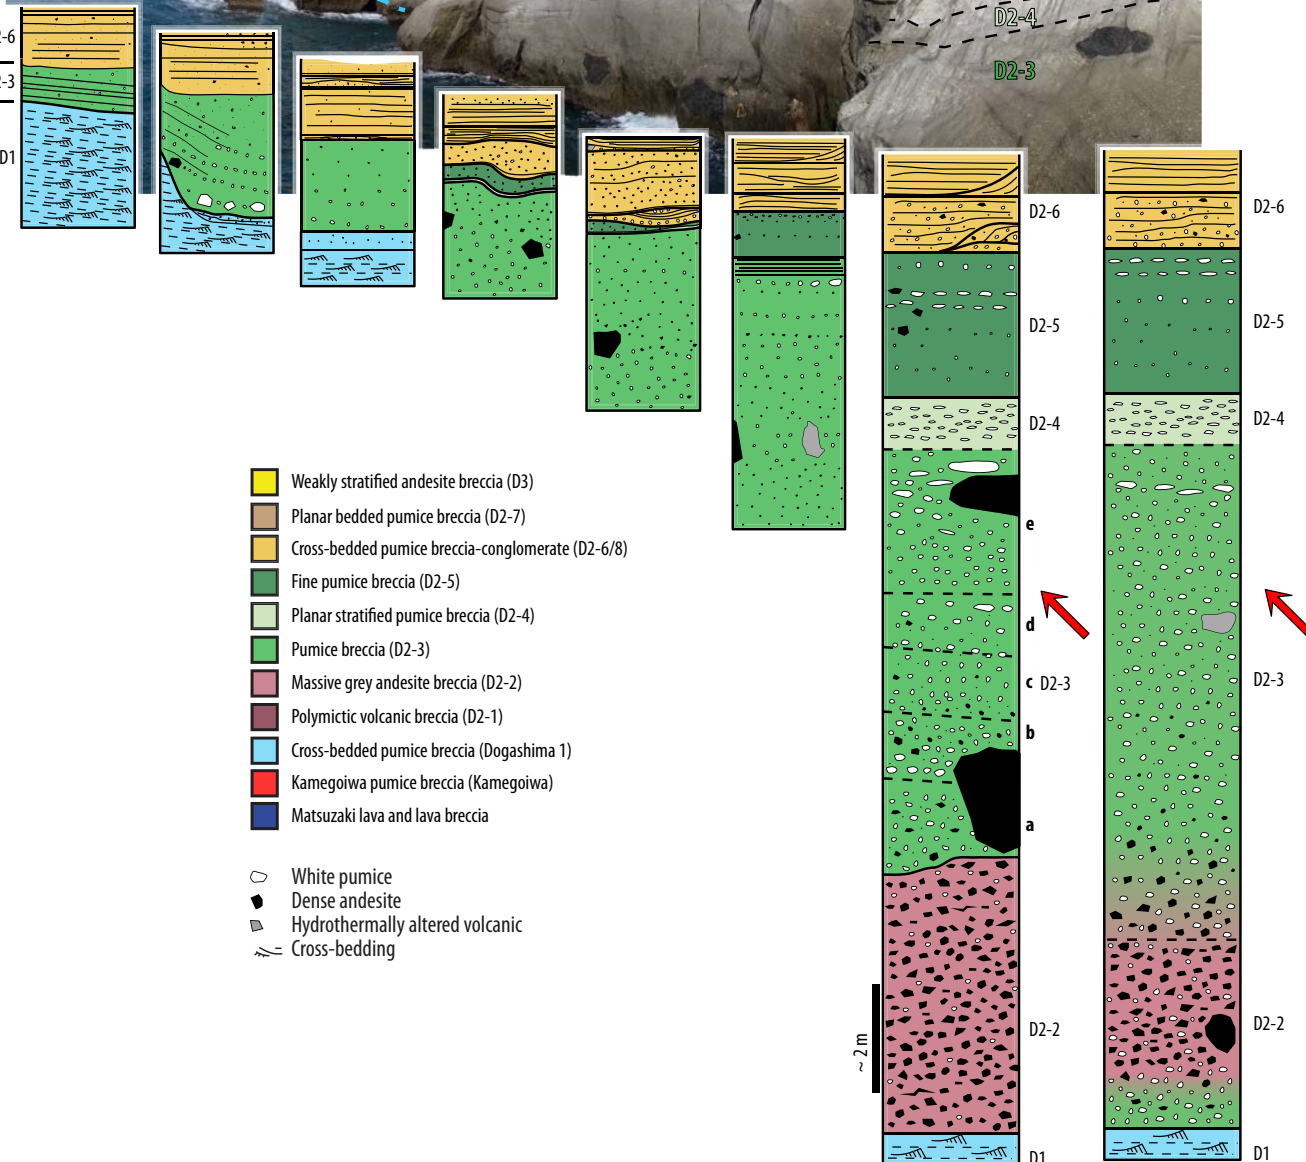 D2-4
D2-3
2-6
2-3
D1
D2-6
D2-5
D2-4
e
d
c D2-3
b
a
D2-2
D1
~ 2 m
D2-6
D2-5
D2-4
D2-3
D2-2
D1
Weakly stratified andesite breccia (D3)
Planar bedded pumice breccia (D2-7)
Cross-bedded pumice breccia-conglomerate (D2-6/8)
Fine pumice breccia (D2-5)
Planar stratified pumice breccia (D2-4)
Pumice breccia (D2-3)
Massive grey andesite breccia (D2-2)
Polymictic volcanic breccia (D2-1)
Cross-bedded pumice breccia (Dogashima 1)
Kamegoiwa pumice breccia (Kamegoiwa)
Matsuzaki lava and lava breccia
White pumice
Dense andesite
Hydrothermally altered volcanic
Cross-bedding